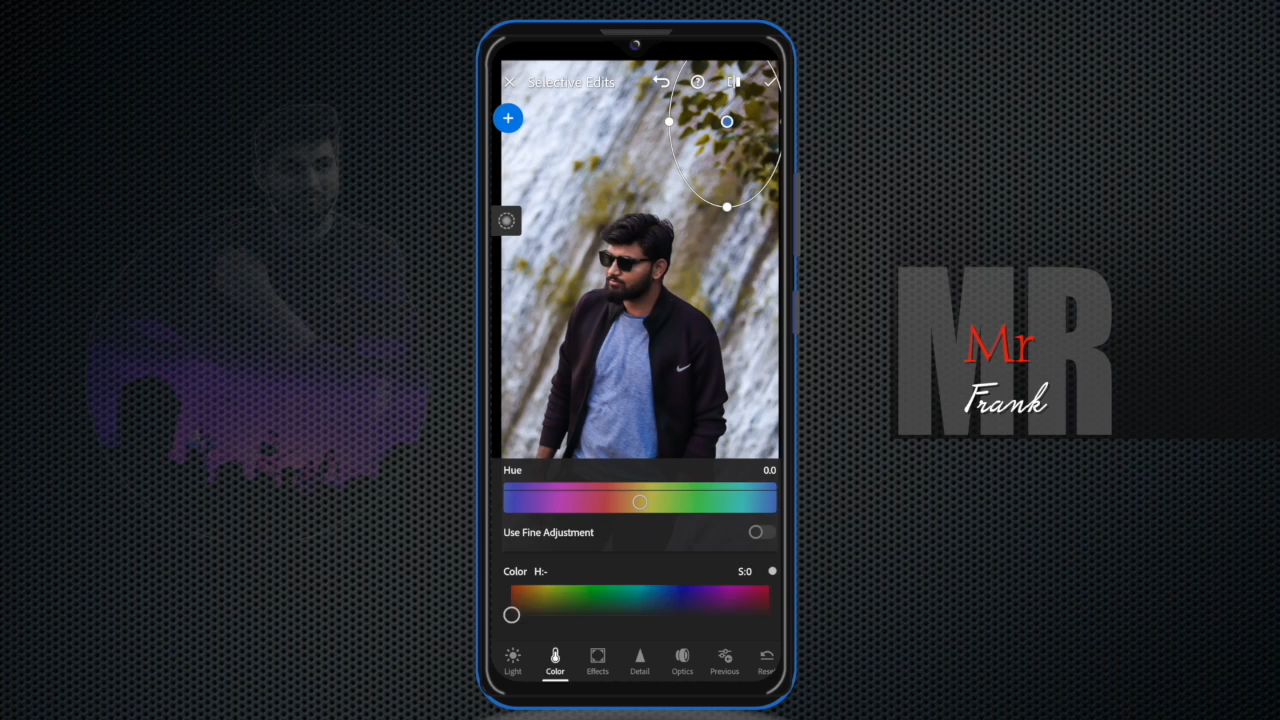 Selective Edits
Hue 0.0
Use Fine Adjustment
Color H:- S:0
Light Color Effects Detail Optics Previous Rese
MR
Mr
Frank